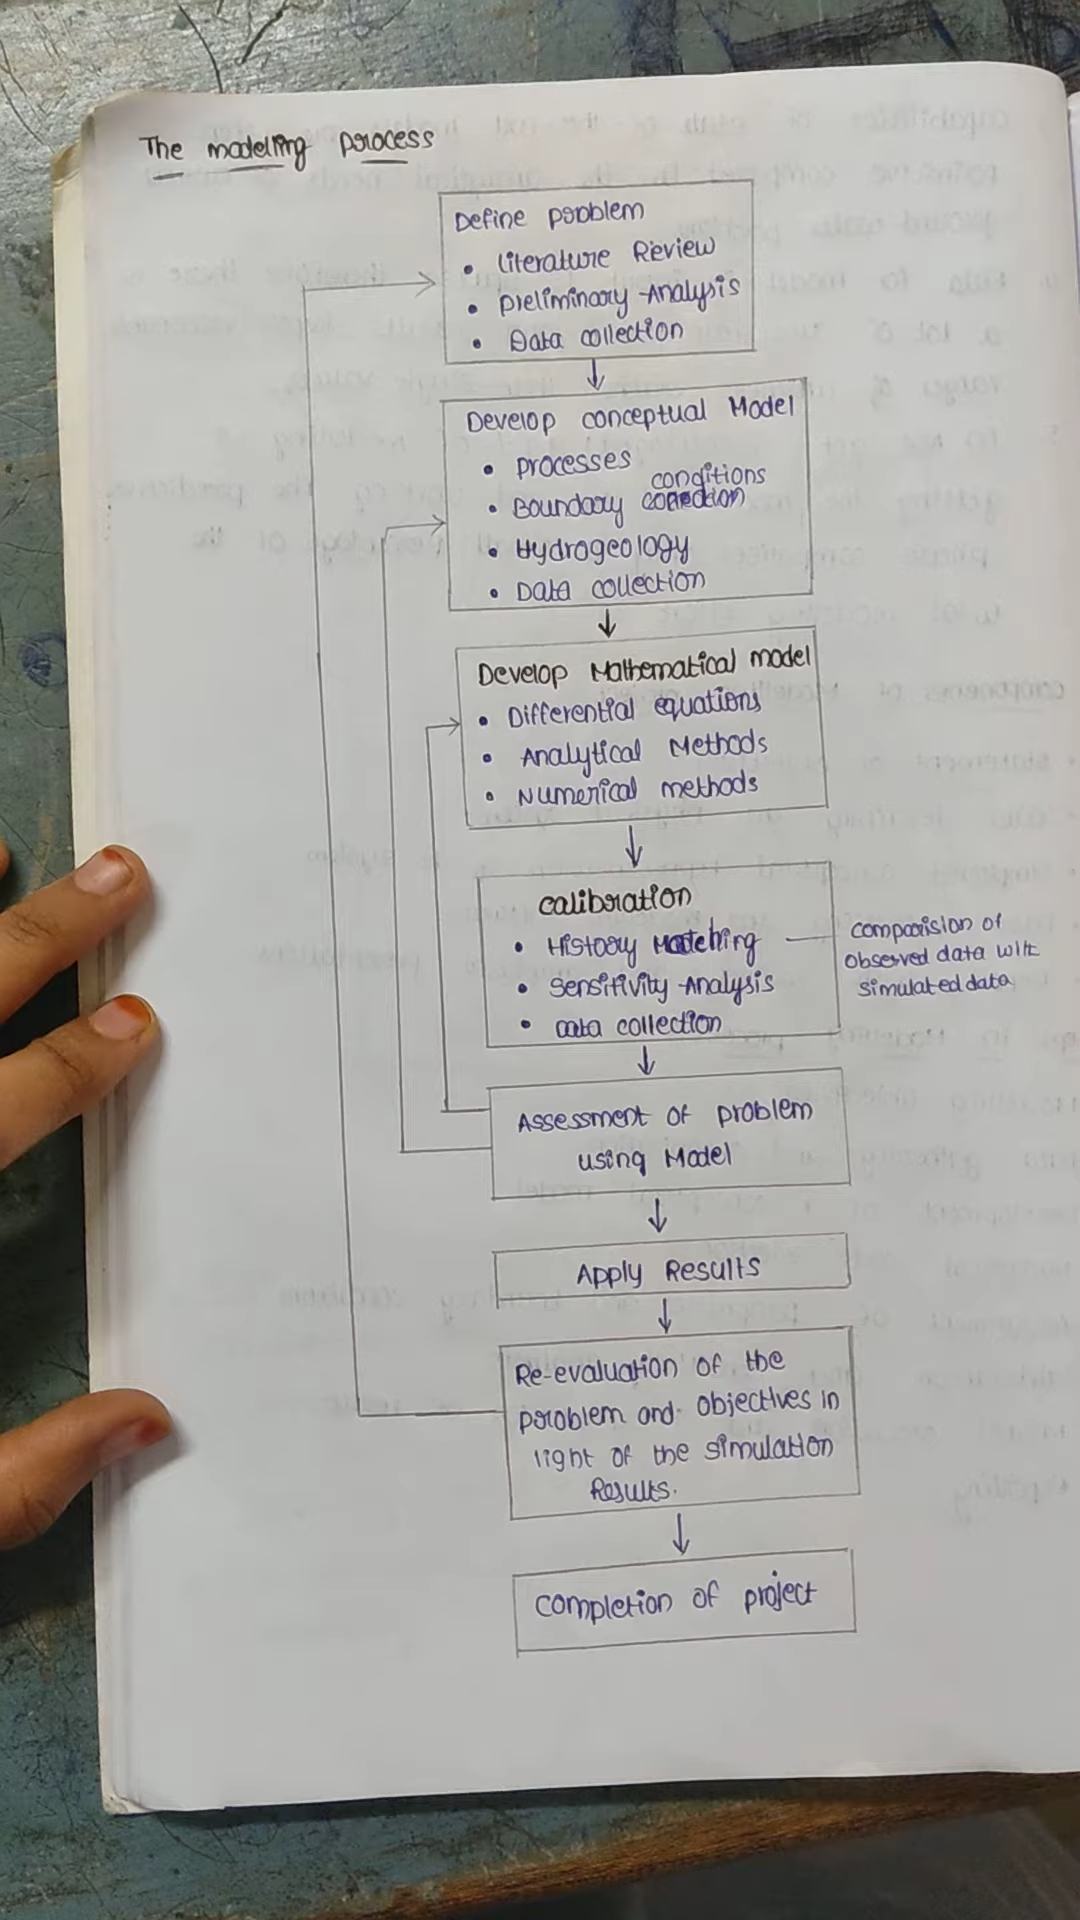 The modelling process
Define problem
• Literature Review
• Preliminary Analysis
• Data collection
Develop conceptual Model
• Processes
conditions
• Boundary
• Hydrogeology
• Data collection
Develop Mathematical model
• Differential equations
• Analytical Methods
• Numerical methods
Calibration
• History Matching
• Sensitivity Analysis
• Data collection
comparision of
observed data with
simulated data
Assessment of problem
using Model
Apply Results
Re-evaluation of the
problem and objectives in
light of the simulation
Results.
Completion of project